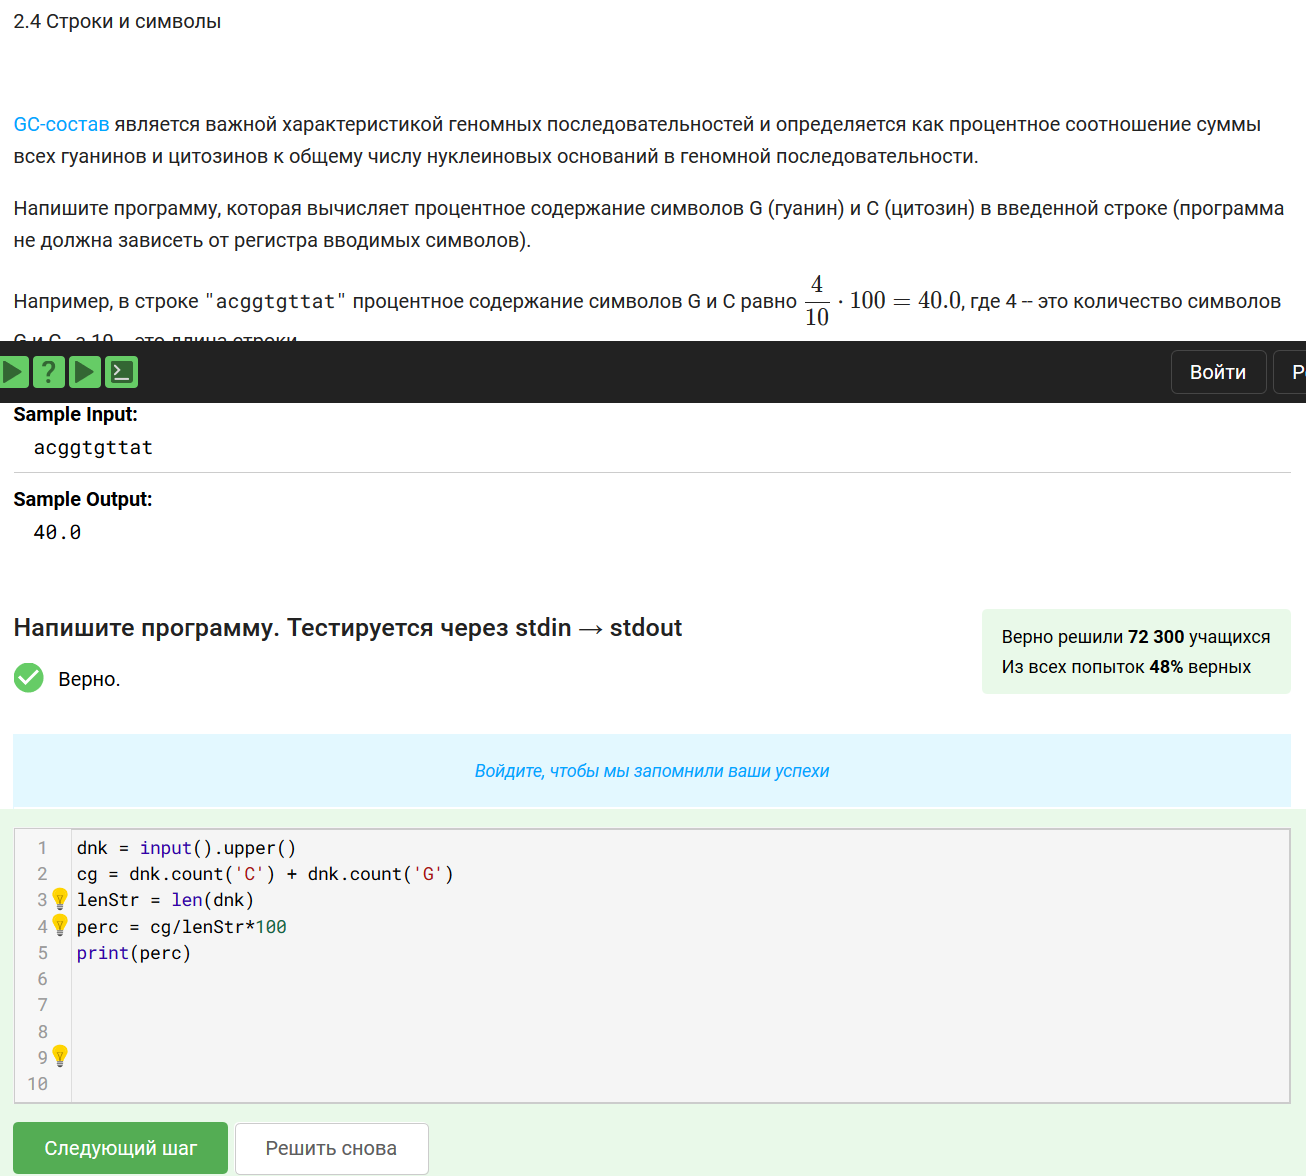 2.4 Строки и символы
GC-состав является важной характеристикой геномных последовательностей и определяется как процентное соотношение суммы
всех гуанинов и цитозинов к общему числу нуклеиновых оснований в геномной последовательности.
Напишите программу, которая вычисляет процентное содержание символов G (гуанин) и C (цитозин) в введенной строке (программа
не должна зависеть от регистра вводимых символов).
Например, в строке "acggtgttat" процентное содержание символов G и C равно 4/10 · 100 = 40.0, где 4 -- это количество символов
G и C, а 10 -- это длина строки.
Войти
Sample Input:
acggtgttat
Sample Output:
40.0
Напишите программу. Тестируется через stdin → stdout
Верно решили 72 300 учащихся
Из всех попыток 48% верных
Верно.
Войдите, чтобы мы запомнили ваши успехи
1 dnk = input().upper()
2 cg = dnk.count('C') + dnk.count('G')
3 lenStr = len(dnk)
4 perc = cg/lenStr*100
5 print(perc)
6
7
8
9
10
Следующий шаг
Решить снова